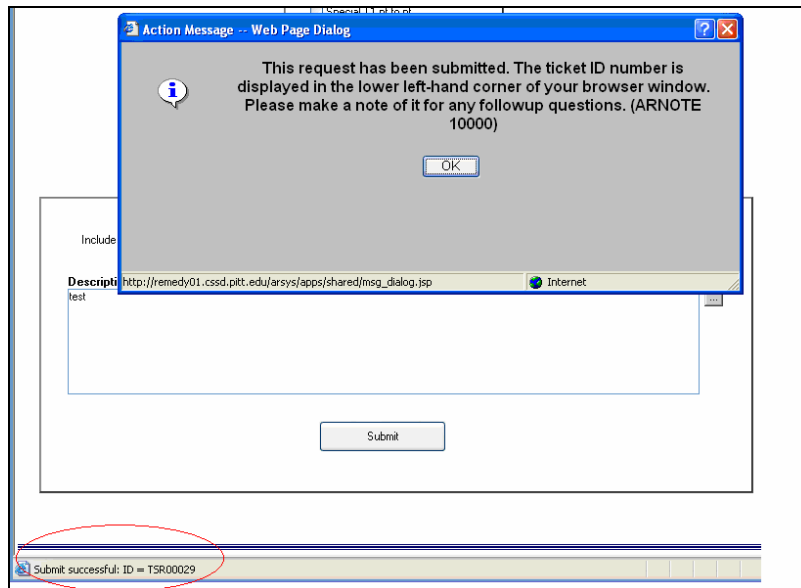 Special T1 pt to pt
Action Message -- Web Page Dialog
This request has been submitted. The ticket ID number is
displayed in the lower left-hand corner of your browser window.
Please make a note of it for any followup questions. (ARNOTE
10000)
OK
Include
Descripti
http://remedy01.cssd.pitt.edu/arsys/apps/shared/msg_dialog.jsp
Internet
test
...
Submit
Submit successful: ID = TSR00029